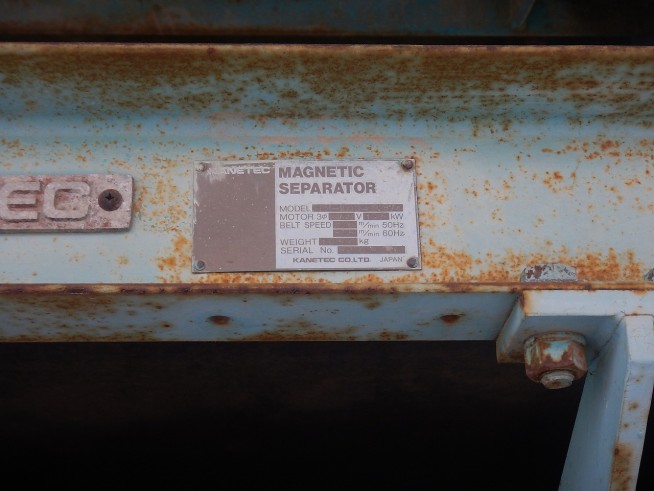 EC
KANETEC
MAGNETIC
SEPARATOR
MODEL
MOTOR 3φ V KW
BELT SPEED m/min 50Hz
m/min 60Hz
WEIGHT kg
SERIAL No.
KANETEC CO.LTD. JAPAN